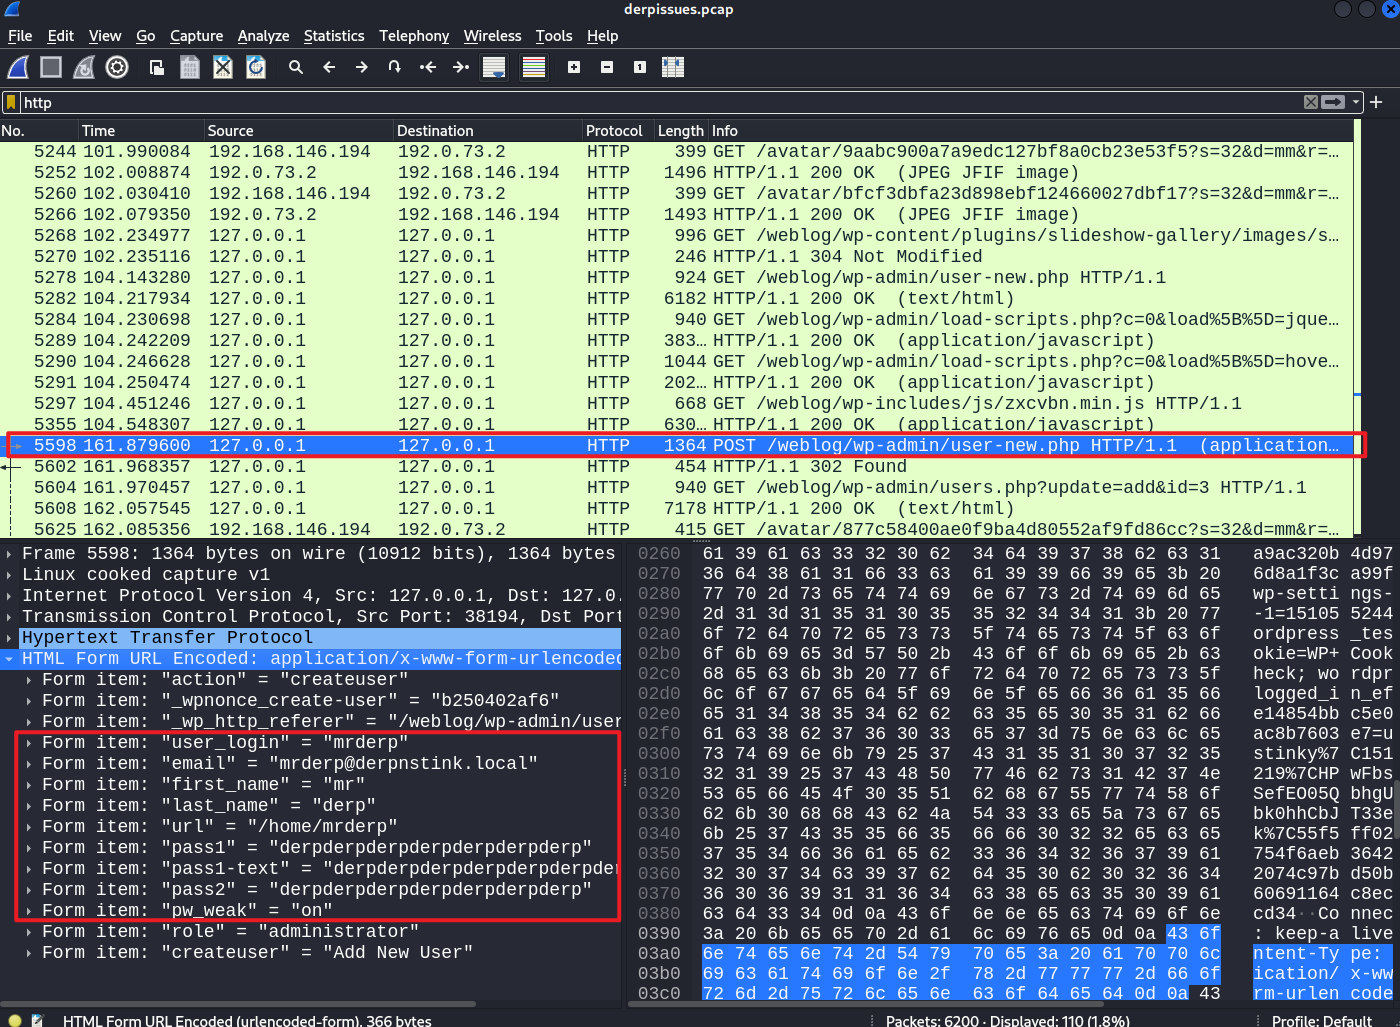 derpissues.pcap
File Edit View Go Capture Analyze Statistics Telephony Wireless Tools Help
http
No. Time Source Destination Protocol Length Info
5244 101.990084 192.168.146.194 192.0.73.2 HTTP 399 GET /avatar/9aabc900a7a9edc127bf8a0cb23e53f5?s=32&d=mm&r=…
5252 102.008874 192.0.73.2 192.168.146.194 HTTP 1496 HTTP/1.1 200 OK (JPEG JFIF image)
5260 102.030410 192.168.146.194 192.0.73.2 HTTP 399 GET /avatar/bfcf3dbfa23d898ebf124660027dbf17?s=32&d=mm&r=…
5266 102.079350 192.0.73.2 192.168.146.194 HTTP 1493 HTTP/1.1 200 OK (JPEG JFIF image)
5268 102.234977 127.0.0.1 127.0.0.1 HTTP 996 GET /weblog/wp-content/plugins/slideshow-gallery/images/s…
5270 102.235116 127.0.0.1 127.0.0.1 HTTP 246 HTTP/1.1 304 Not Modified
5278 104.143280 127.0.0.1 127.0.0.1 HTTP 924 GET /weblog/wp-admin/user-new.php HTTP/1.1
5282 104.217934 127.0.0.1 127.0.0.1 HTTP 6182 HTTP/1.1 200 OK (text/html)
5284 104.230698 127.0.0.1 127.0.0.1 HTTP 940 GET /weblog/wp-admin/load-scripts.php?c=0&load%5B%5D=jque…
5289 104.242209 127.0.0.1 127.0.0.1 HTTP 383… HTTP/1.1 200 OK (application/javascript)
5290 104.246628 127.0.0.1 127.0.0.1 HTTP 1044 GET /weblog/wp-admin/load-scripts.php?c=0&load%5B%5D=hove…
5291 104.250474 127.0.0.1 127.0.0.1 HTTP 202… HTTP/1.1 200 OK (application/javascript)
5297 104.451246 127.0.0.1 127.0.0.1 HTTP 668 GET /weblog/wp-includes/js/zxcvbn.min.js HTTP/1.1
5355 104.548307 127.0.0.1 127.0.0.1 HTTP 630… HTTP/1.1 200 OK (application/javascript)
5598 161.879600 127.0.0.1 127.0.0.1 HTTP 1364 POST /weblog/wp-admin/user-new.php HTTP/1.1 (application…
5602 161.968357 127.0.0.1 127.0.0.1 HTTP 454 HTTP/1.1 302 Found
5604 161.970457 127.0.0.1 127.0.0.1 HTTP 940 GET /weblog/wp-admin/users.php?update=add&id=3 HTTP/1.1
5608 162.057545 127.0.0.1 127.0.0.1 HTTP 7178 HTTP/1.1 200 OK (text/html)
5625 162.085356 192.168.146.194 192.0.73.2 HTTP 415 GET /avatar/877c58400ae0f9ba4d80552af9fd86cc?s=32&d=mm&r=…
Frame 5598: 1364 bytes on wire (10912 bits), 1364 bytes
Linux cooked capture v1
Internet Protocol Version 4, Src: 127.0.0.1, Dst: 127.0.
Transmission Control Protocol, Src Port: 38194, Dst Port
Hypertext Transfer Protocol
HTML Form URL Encoded: application/x-www-form-urlencoded
Form item: "action" = "createuser"
Form item: "_wpnonce_create-user" = "b250402af6"
Form item: "_wp_http_referer" = "/weblog/wp-admin/user
Form item: "user_login" = "mrderp"
Form item: "email" = "mrderp@derpnstink.local"
Form item: "first_name" = "mr"
Form item: "last_name" = "derp"
Form item: "url" = "/home/mrderp"
Form item: "pass1" = "derpderpderpderpderpderpderp"
Form item: "pass1-text" = "derpderpderpderpderpderpder
Form item: "pass2" = "derpderpderpderpderpderpderp"
Form item: "pw_weak" = "on"
Form item: "role" = "administrator"
Form item: "createuser" = "Add New User"
0260 61 39 61 63 33 32 30 62 34 64 39 37 38 62 63 31 a9ac320b 4d97
0270 36 64 38 61 31 66 33 63 61 39 39 66 39 65 3b 20 6d8a1f3c a99f
0280 77 70 2d 73 65 74 74 69 6e 67 73 2d 74 69 6d 65 wp-setti ngs-
0290 2d 31 3d 31 35 31 30 35 35 32 34 34 31 3b 20 77 -1=15105 5244
02a0 6f 72 64 70 72 65 73 73 5f 74 65 73 74 5f 63 6f ordpress _tes
02b0 6f 6b 69 65 3d 57 50 2b 43 6f 6f 6b 69 65 2b 63 okie=WP+ Cook
02c0 68 65 63 6b 3b 20 77 6f 72 64 70 72 65 73 73 5f heck; wo rdpr
02d0 6c 6f 67 67 65 64 5f 69 6e 5f 65 66 36 61 35 66 logged_i n_ef
02e0 65 31 34 38 35 34 62 62 63 35 65 30 35 31 62 66 e14854bb c5e0
02f0 61 63 38 62 37 36 30 33 65 37 3d 75 6e 63 6c 65 ac8b7603 e7=u
0300 73 74 69 6e 6b 79 25 37 43 31 35 31 30 37 32 35 stinky%7 C151
0310 32 31 39 25 37 43 48 50 77 46 62 73 31 42 37 4e 219%7CHP wFbs
0320 53 65 66 45 4f 30 35 51 62 68 67 55 77 74 58 6f SefEO05Q bhgU
0330 62 6b 30 68 68 43 62 4a 54 33 33 65 5a 73 67 65 bk0hhCbJ T33e
0340 6b 25 37 43 35 35 66 35 66 66 30 32 32 65 63 65 k%7C55f5 ff02
0350 37 35 34 66 36 61 65 62 33 36 34 32 36 37 39 61 754f6aeb 3642
0360 32 30 37 34 63 39 37 62 64 35 30 62 30 32 36 34 2074c97b d50b
0370 36 30 36 39 31 31 36 34 63 38 65 63 35 30 39 61 60691164 c8ec
0380 63 64 33 34 0d 0a 43 6f 6e 6e 65 63 74 69 6f 6e cd34··Co nnec
0390 3a 20 6b 65 65 70 2d 61 6c 69 76 65 0d 0a 43 6f : keep-a live
03a0 6e 74 65 6e 74 2d 54 79 70 65 3a 20 61 70 70 6c ntent-Ty pe:
03b0 69 63 61 74 69 6f 6e 2f 78 2d 77 77 77 2d 66 6f ication/ x-ww
03c0 72 6d 2d 75 72 6c 65 6e 63 6f 64 65 64 0d 0a 43 rm-urlen code
HTML Form URL Encoded (urlencoded-form), 366 bytes
Packets: 6200 · Displayed: 110 (1.8%)
Profile: Default